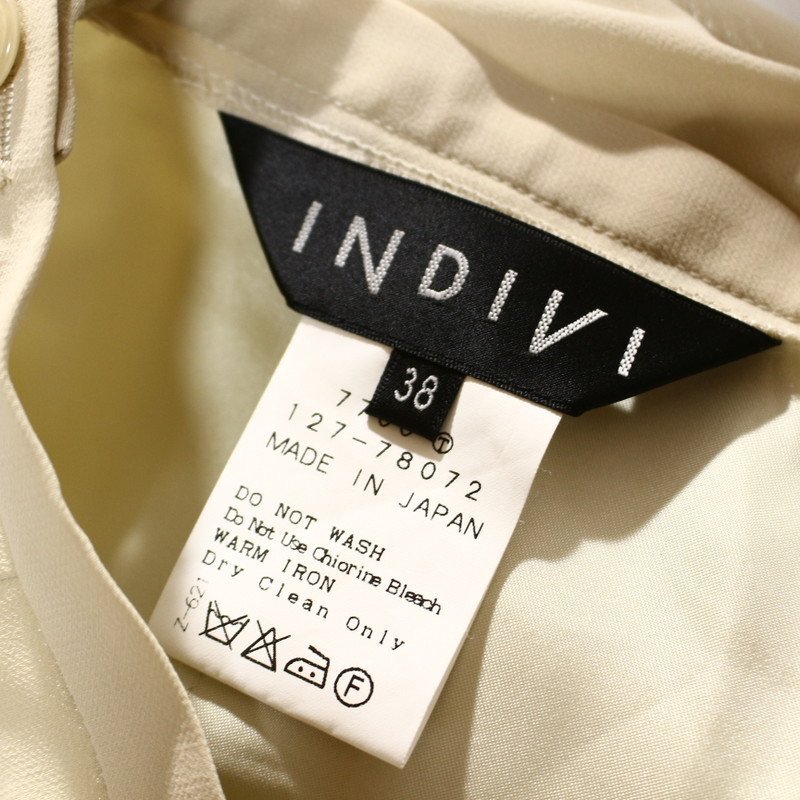 INDIVI
38
Ⓣ
127-78072
MADE IN JAPAN
DO NOT WASH
Do Not Use Chlorine Bleach
WARM IRON
Dry Clean Only
Z-621
F